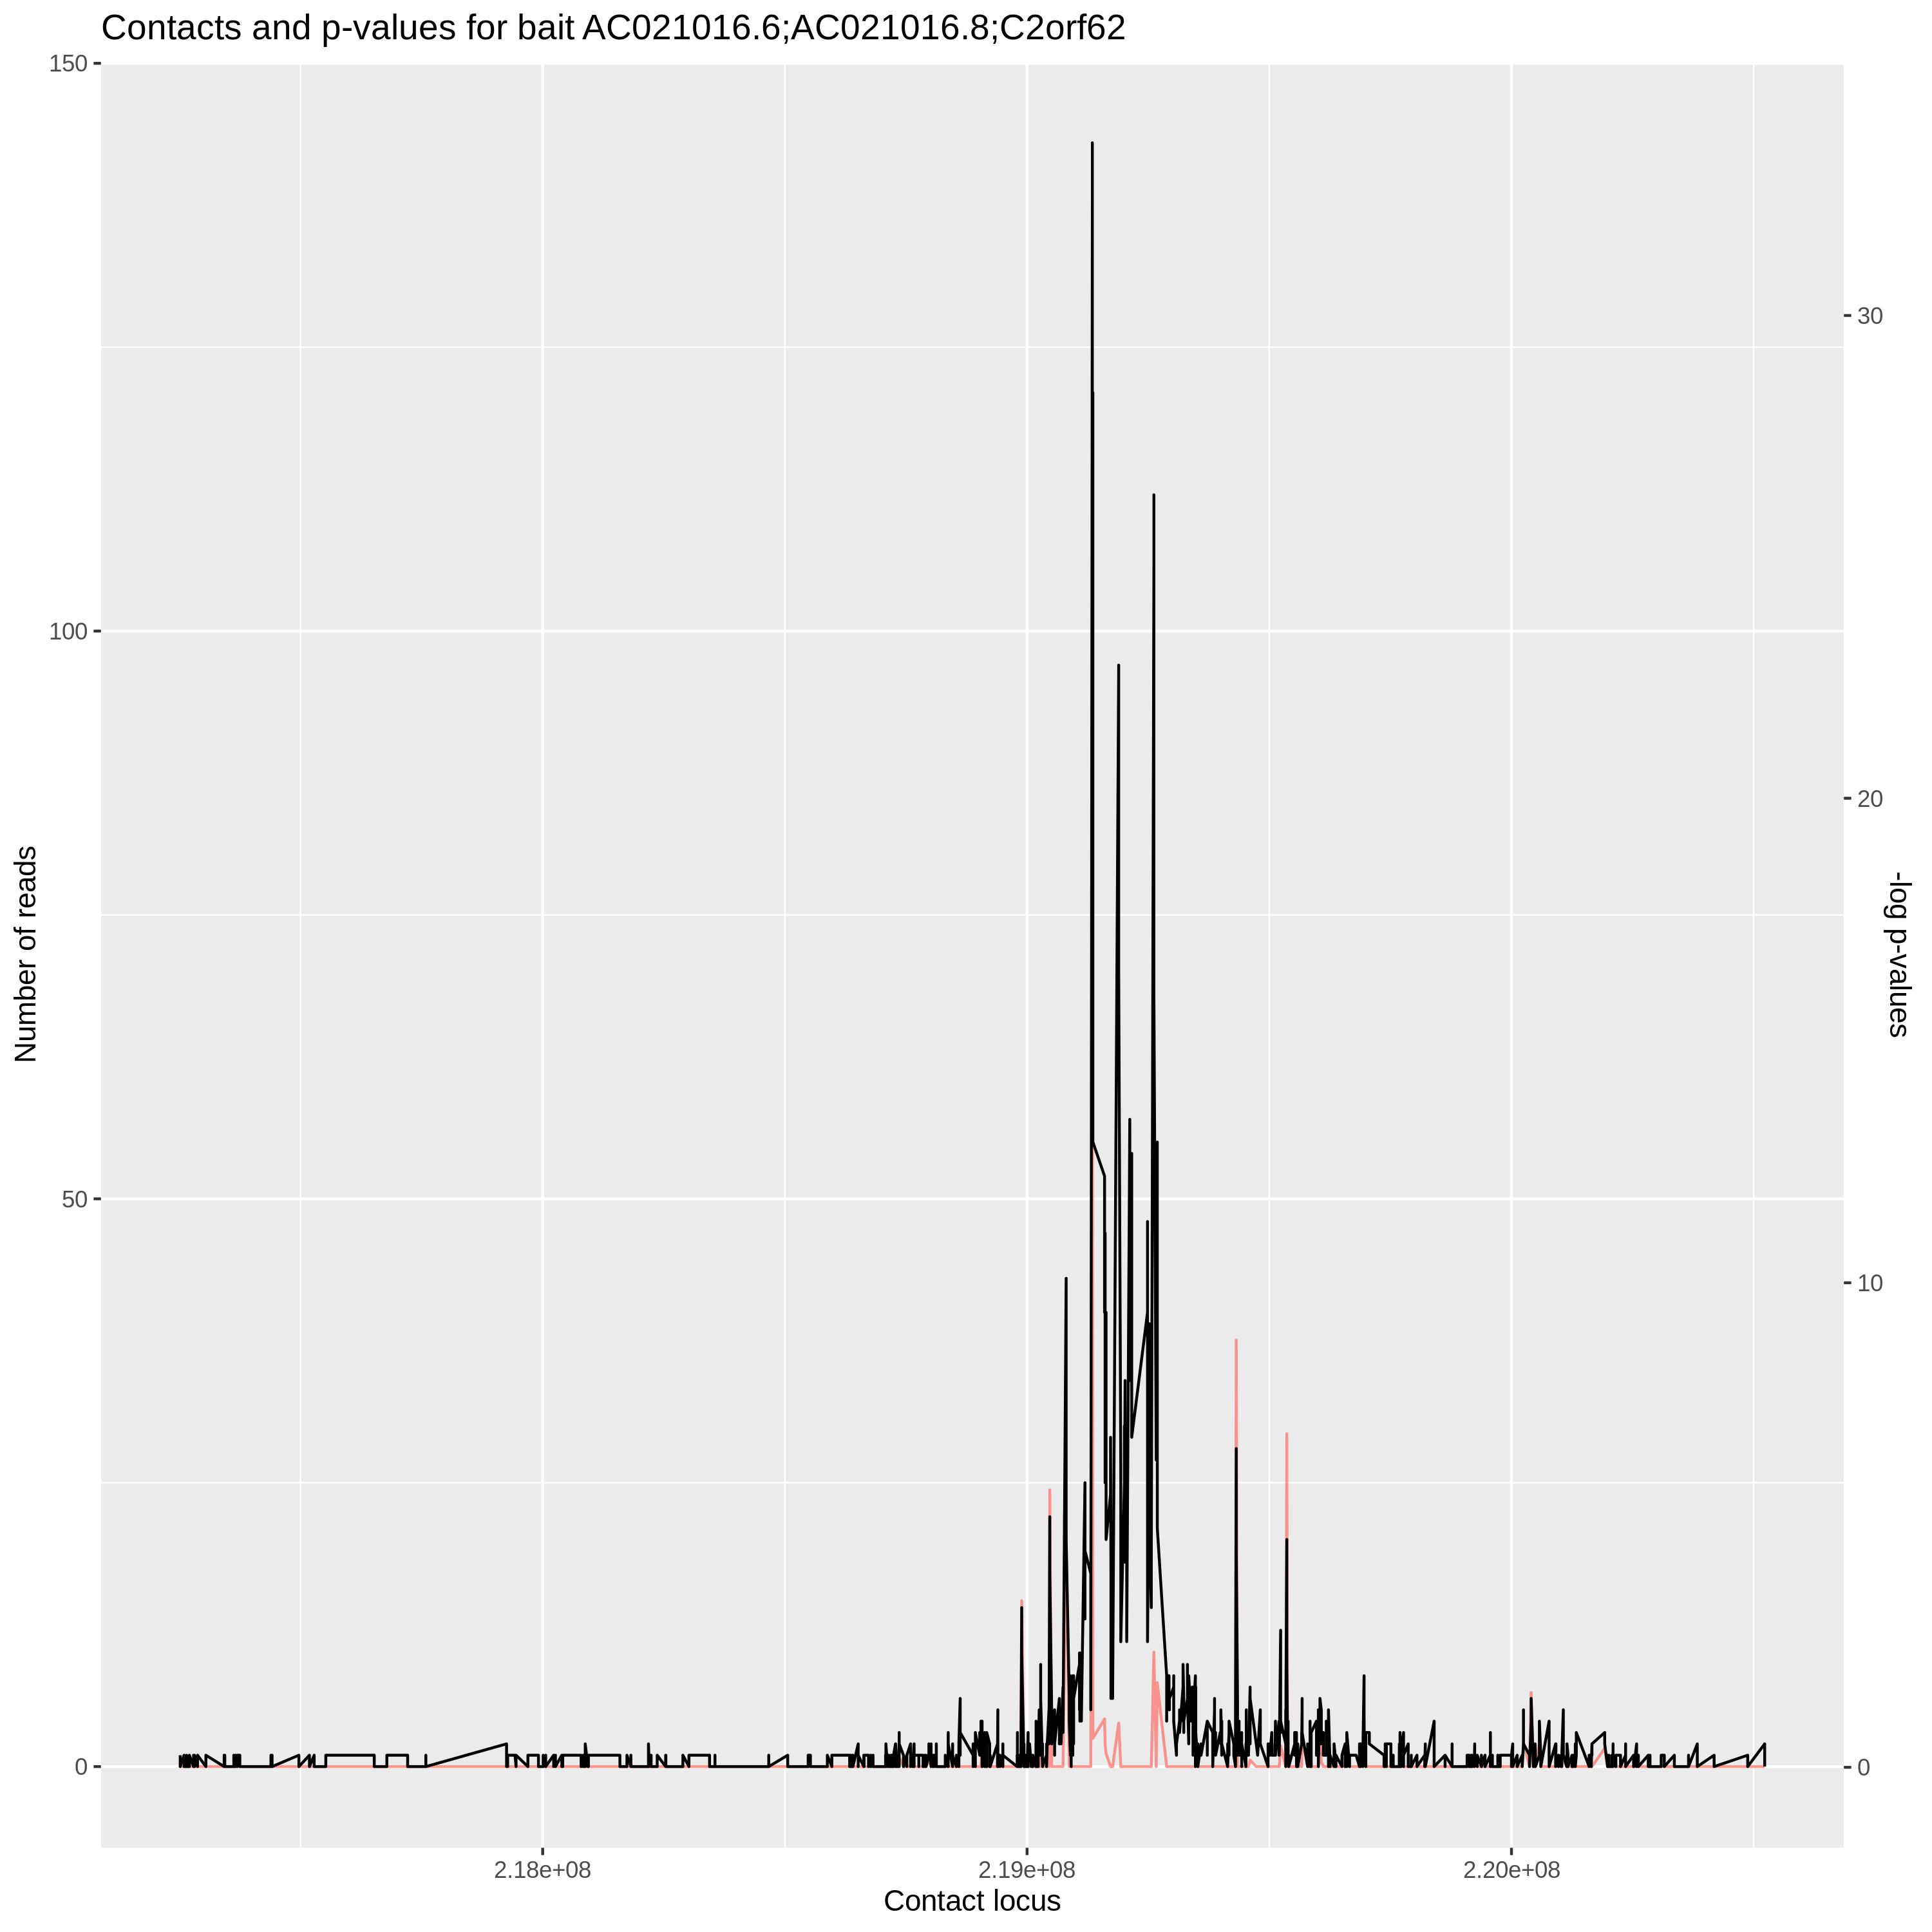 Contacts and p-values for bait AC021016.6;AC021016.8;C2orf62
150
100
50
0
Number of reads
30
20
10
0
-log p-values
2.18e+08
2.19e+08
2.20e+08
Contact locus